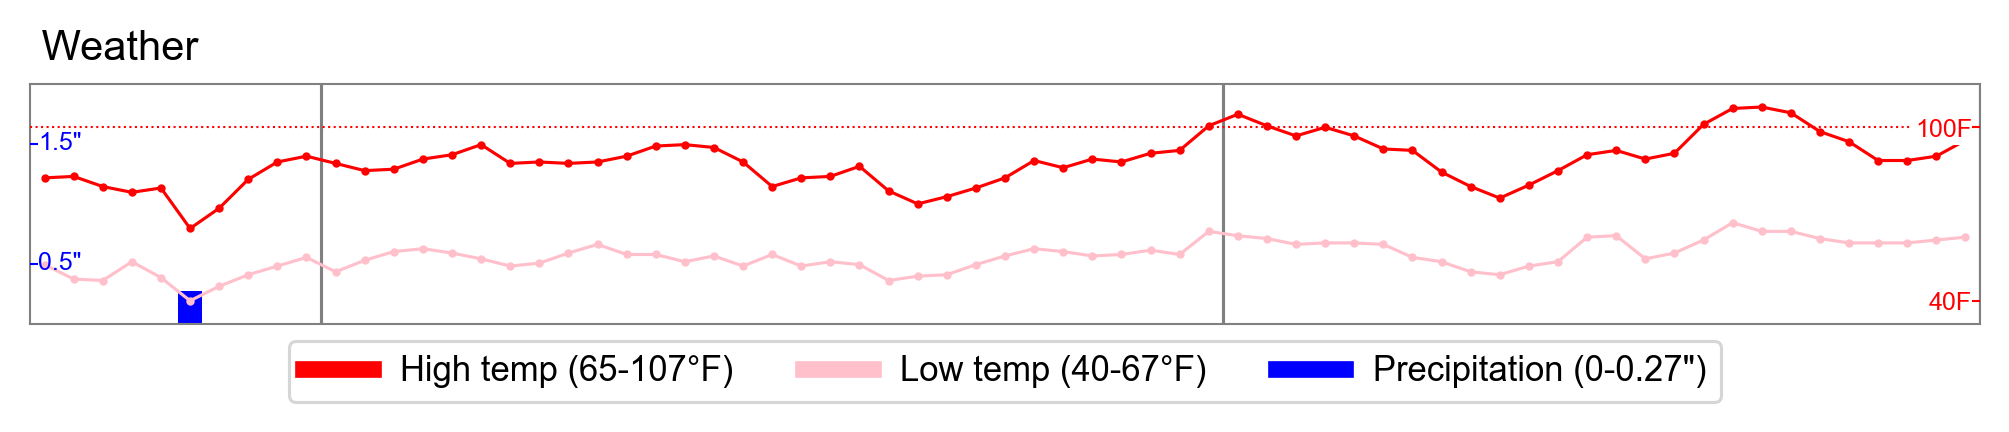 Weather
1.5"
100F
0.5"
40F
High temp (65-107°F)
Low temp (40-67°F)
Precipitation (0-0.27")